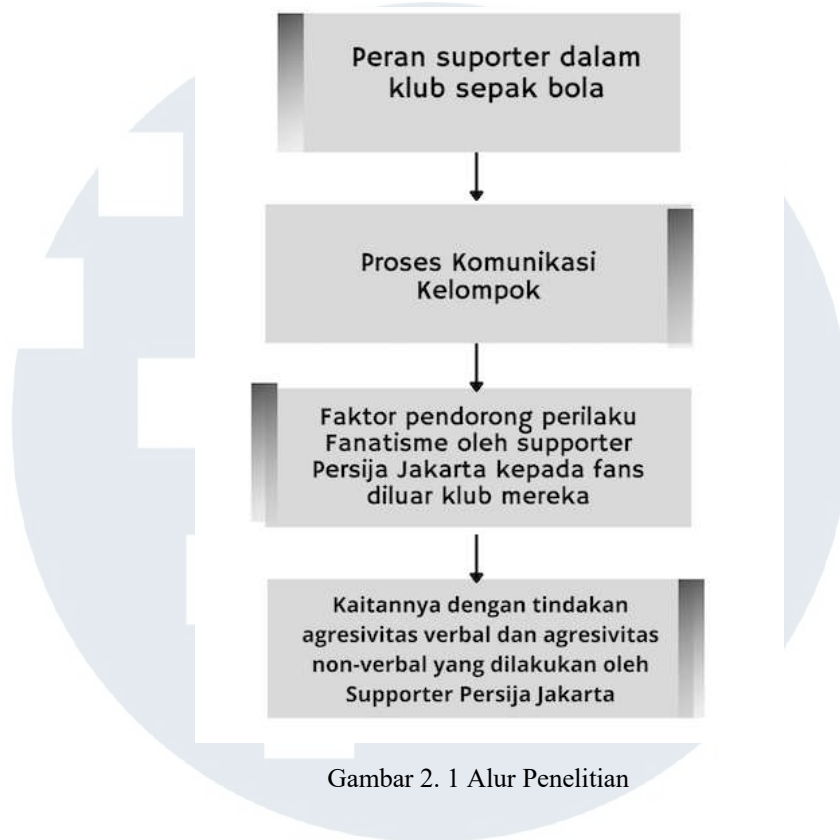 Peran suporter dalam
klub sepak bola
Proses Komunikasi
Kelompok
Faktor pendorong perilaku
Fanatisme oleh supporter
Persija Jakarta kepada fans
diluar klub mereka
Kaitannya dengan tindakan
agresivitas verbal dan agresivitas
non-verbal yang dilakukan oleh
Supporter Persija Jakarta
Gambar 2. 1 Alur Penelitian